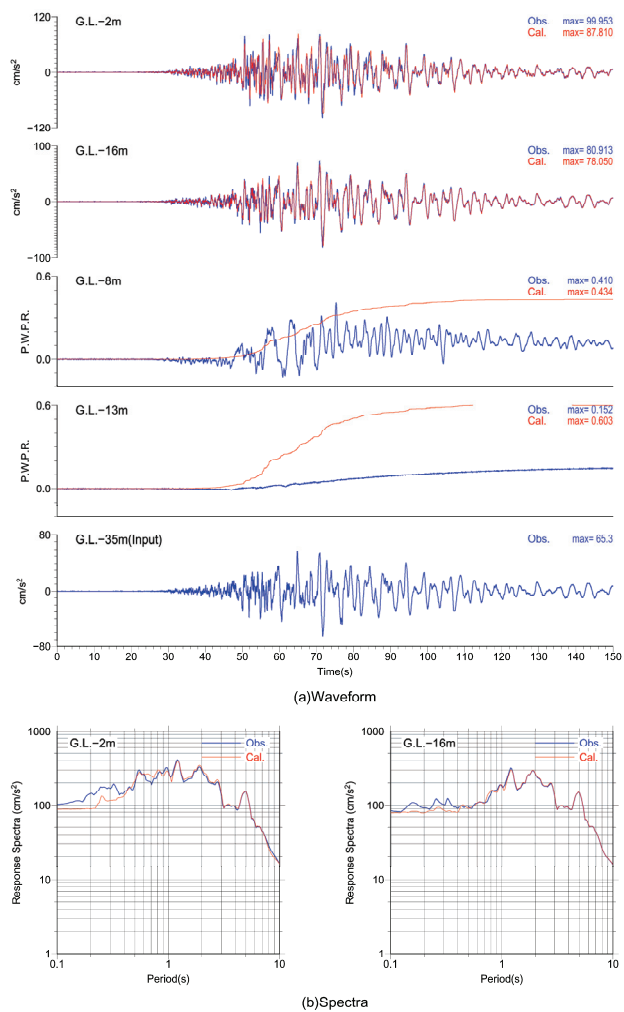 G.L.−2m
Obs. max= 99.953
Cal. max= 87.810
120
0
−120
cm/s²
G.L.−16m
Obs. max= 80.913
Cal. max= 78.050
100
0
−100
cm/s²
G.L.−8m
Obs. max= 0.410
Cal. max= 0.434
0.6
0.0
P.W.P.R.
G.L.−13m
Obs. max= 0.152
Cal. max= 0.603
0.6
0.0
P.W.P.R.
G.L.−35m(Input)
Obs. max= 65.3
80
0
−80
cm/s²
0 10 20 30 40 50 60 70 80 90 100 110 120 130 140 150
Time(s)
(a)Waveform
G.L.−2m
Obs.
Cal.
1000
100
10
1
Response Spectra (cm/s²)
0.1 1 10
Period(s)
G.L.−16m
Obs.
Cal.
1000
100
10
1
Response Spectra (cm/s²)
0.1 1 10
Period(s)
(b)Spectra